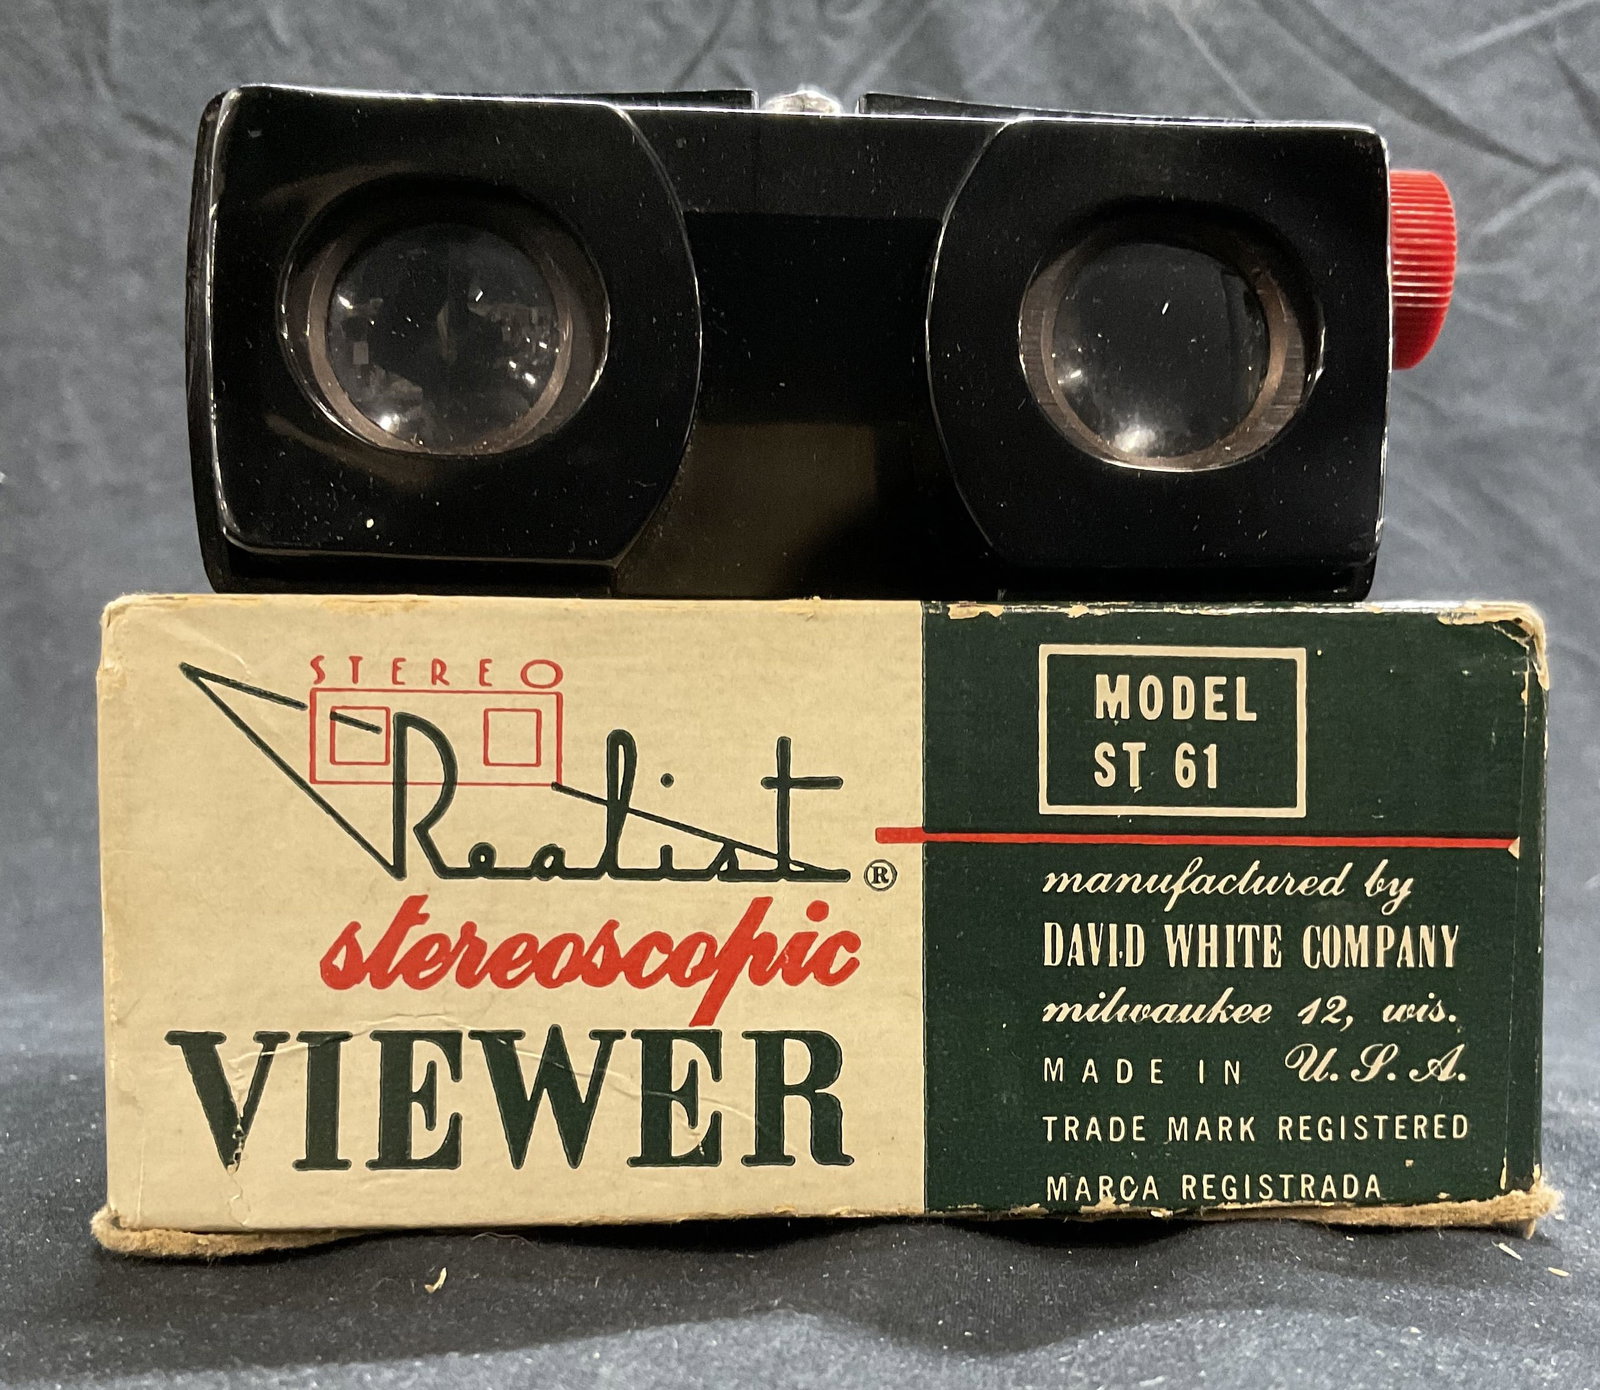 STEREO
Realist ®
stereoscopic
VIEWER
MODEL
ST 61
manufactured by
DAVID WHITE COMPANY
milwaukee 12, wis.
MADE IN U.S.A.
TRADE MARK REGISTERED
MARCA REGISTRADA